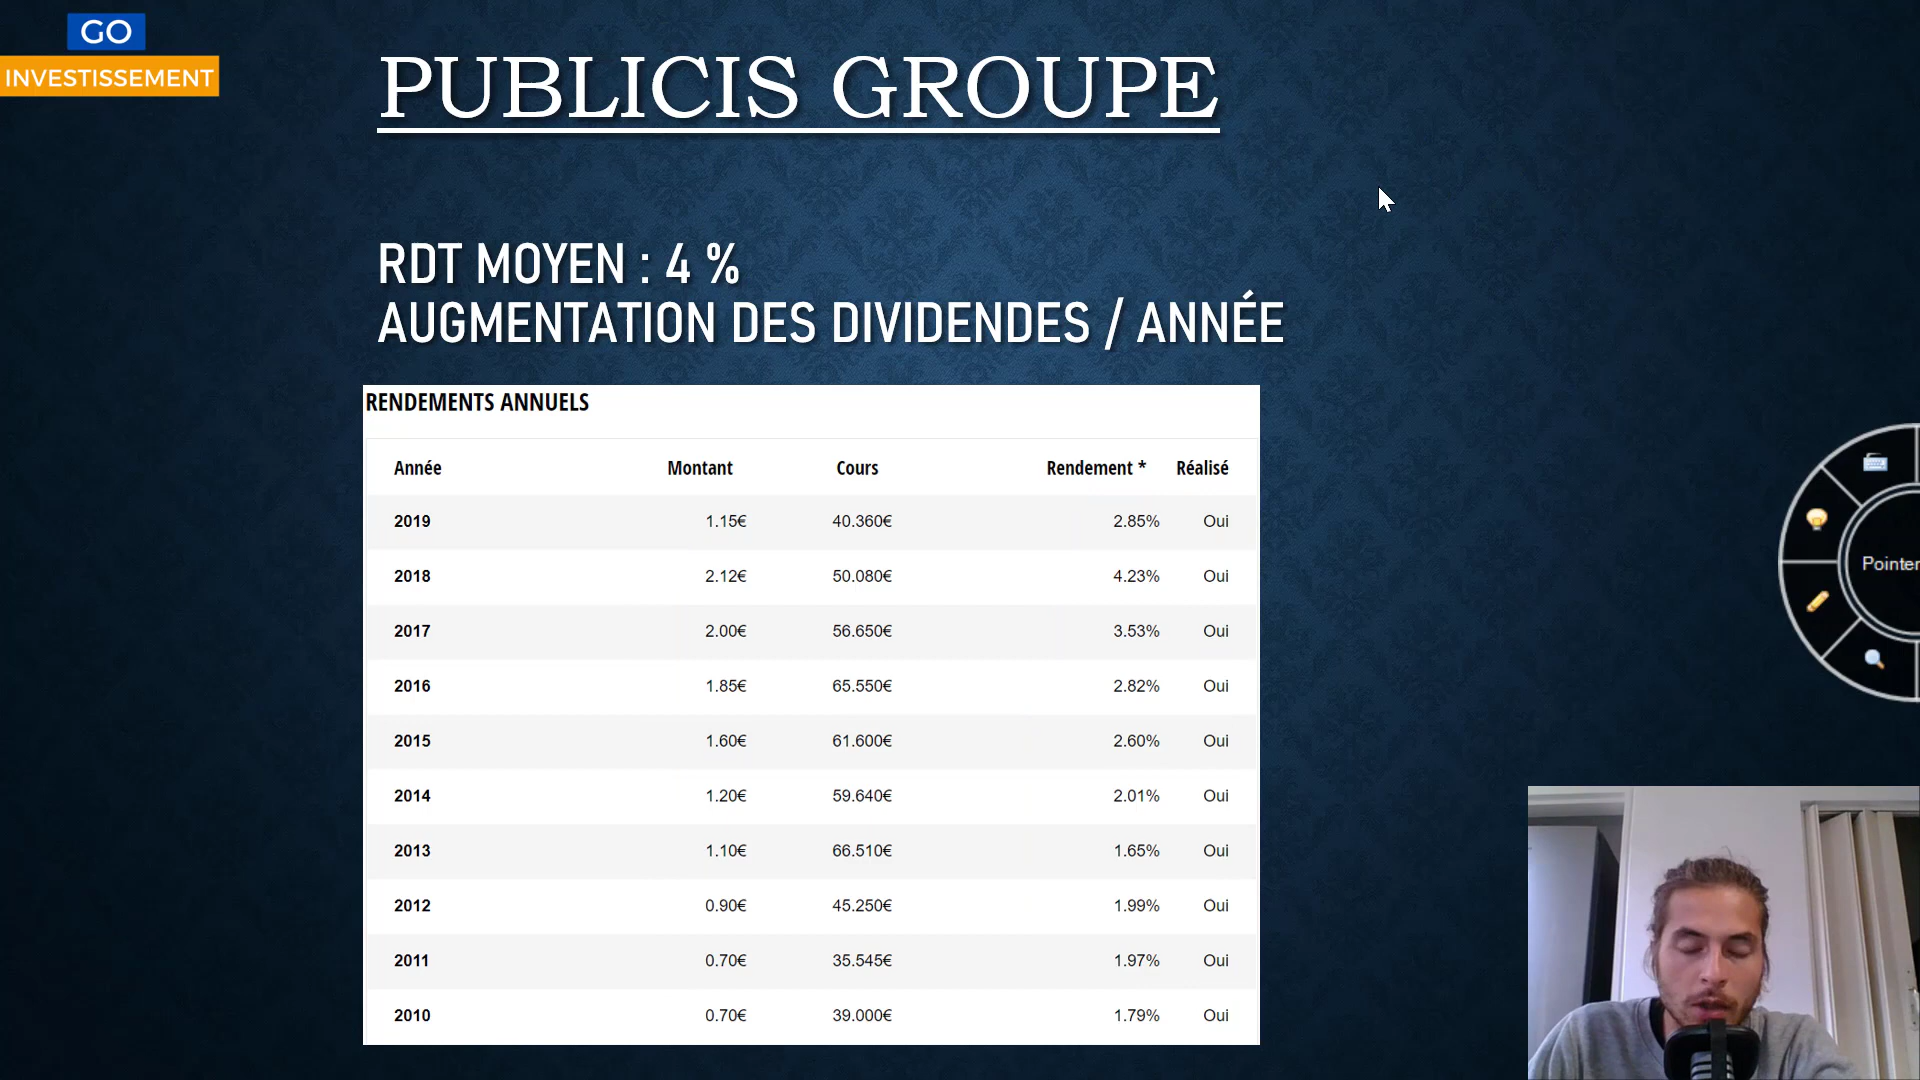 GO
INVESTISSEMENT
PUBLICIS GROUPE
RDT MOYEN : 4 %
AUGMENTATION DES DIVIDENDES / ANNÉE
RENDEMENTS ANNUELS
Année Montant Cours Rendement * Réalisé
2019 1.15€ 40.360€ 2.85% Oui
2018 2.12€ 50.080€ 4.23% Oui
2017 2.00€ 56.650€ 3.53% Oui
2016 1.85€ 65.550€ 2.82% Oui
2015 1.60€ 61.600€ 2.60% Oui
2014 1.20€ 59.640€ 2.01% Oui
2013 1.10€ 66.510€ 1.65% Oui
2012 0.90€ 45.250€ 1.99% Oui
2011 0.70€ 35.545€ 1.97% Oui
2010 0.70€ 39.000€ 1.79% Oui
Pointer